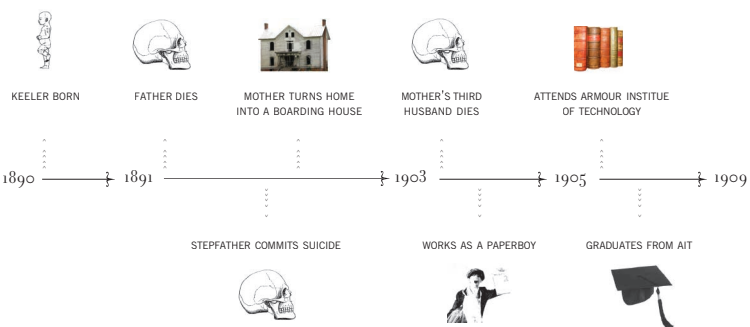 KEELER BORN
FATHER DIES
MOTHER TURNS HOME
INTO A BOARDING HOUSE
MOTHER'S THIRD
HUSBAND DIES
ATTENDS ARMOUR INSTITUE
OF TECHNOLOGY
1890
1891
1903
1905
1909
STEPFATHER COMMITS SUICIDE
WORKS AS A PAPERBOY
GRADUATES FROM AIT